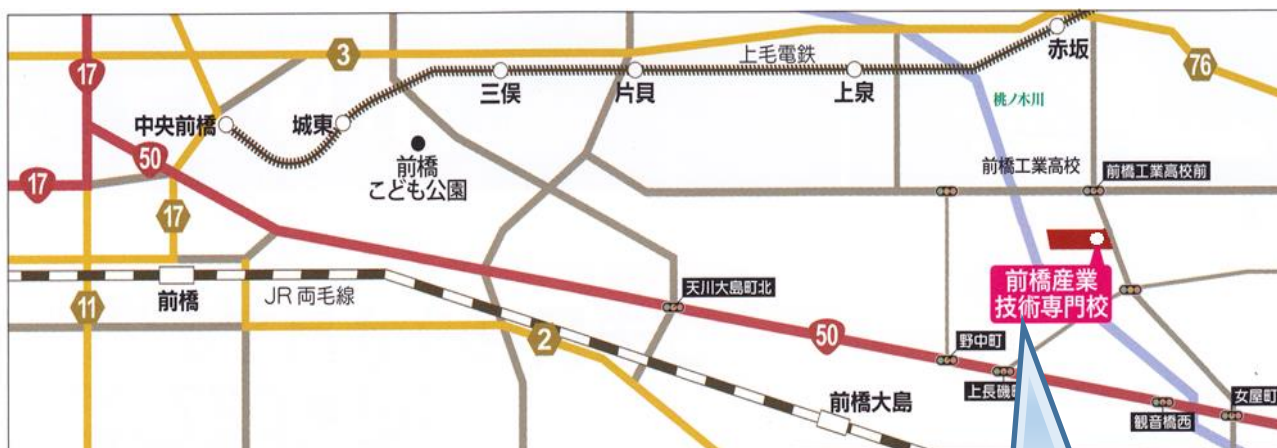 赤坂
3
17
上毛電鉄
76
三俣
片貝
上泉
桃ノ木川
中央前橋
城東
50
前橋
こども公園
前橋工業高校
前橋工業高校前
17
17
前橋産業
技術専門校
前橋
JR両毛線
天川大島町北
11
2
50
野中町
上長磯町
前橋大島
観音橋西
女屋町